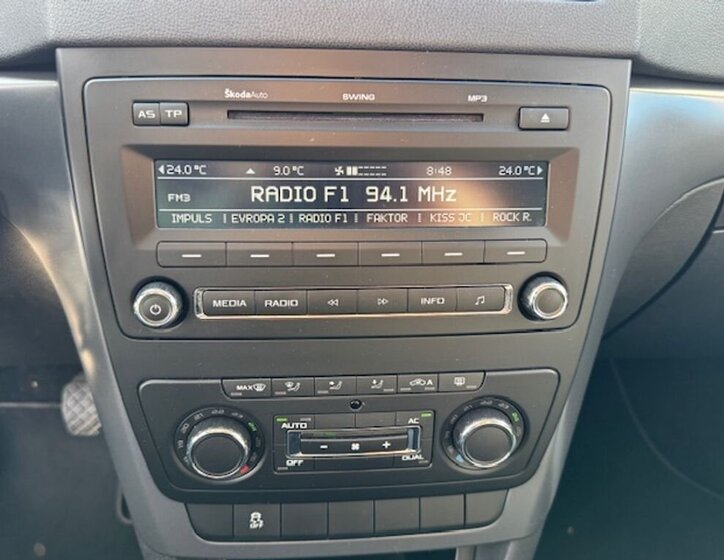 ŠkodaAuto SWING MP3
AS TP
24.0 °C 9.0 °C 8:48 24.0 °C
FM3 RADIO F1 94.1 MHz
IMPULS | EVROPA 2 | RADIO F1 | FAKTOR | KISS JC | ROCK R.
MEDIA RADIO INFO
MAX A
AUTO AC
- +
OFF DUAL
OFF